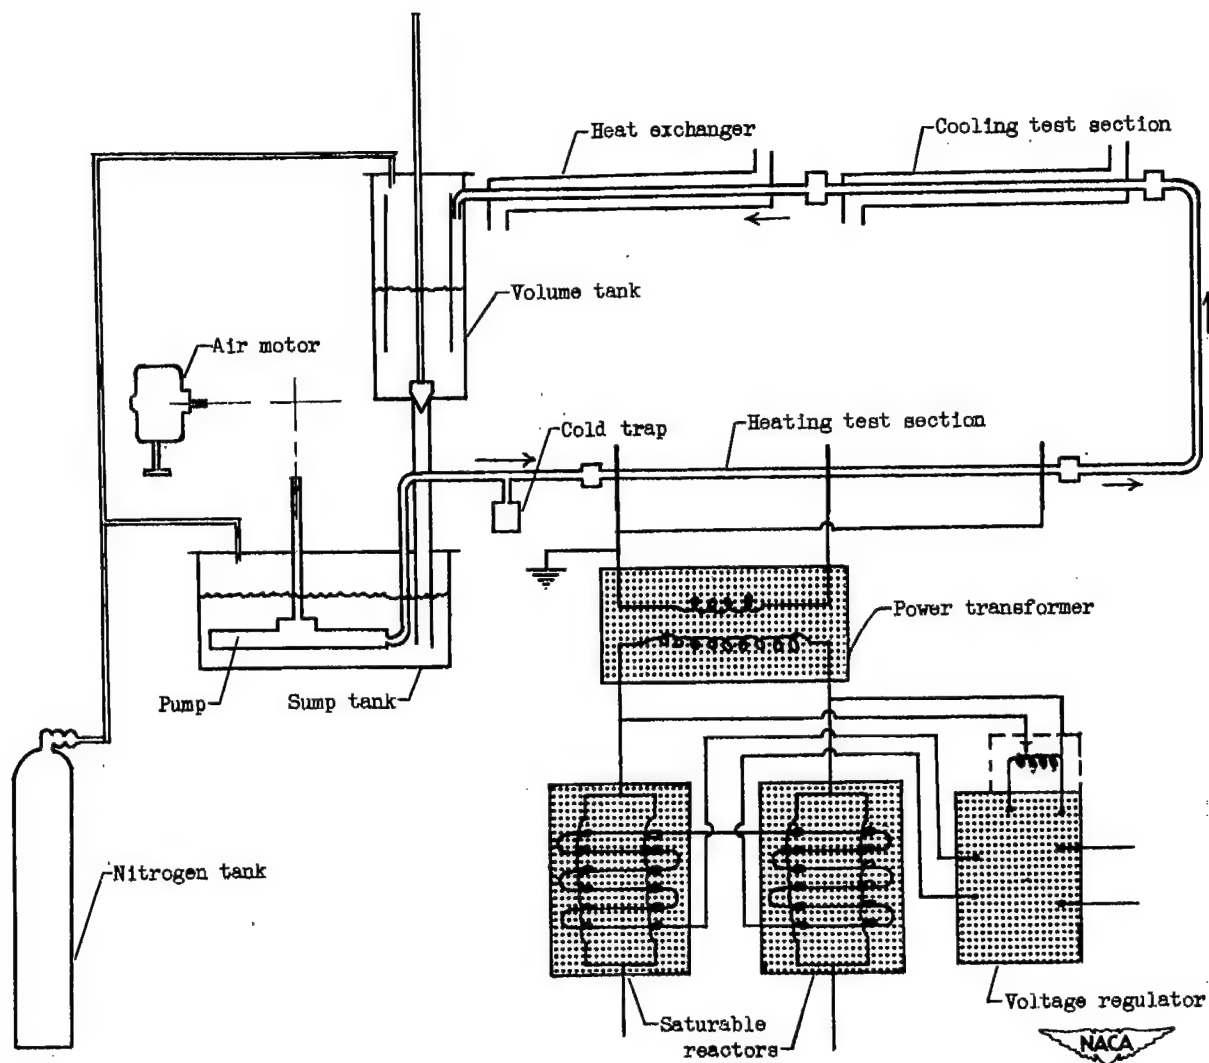 Heat exchanger
Cooling test section
Volume tank
Air motor
Cold trap
Heating test section
Power transformer
Pump
Sump tank
Nitrogen tank
Voltage regulator
Saturable
reactors
NACA